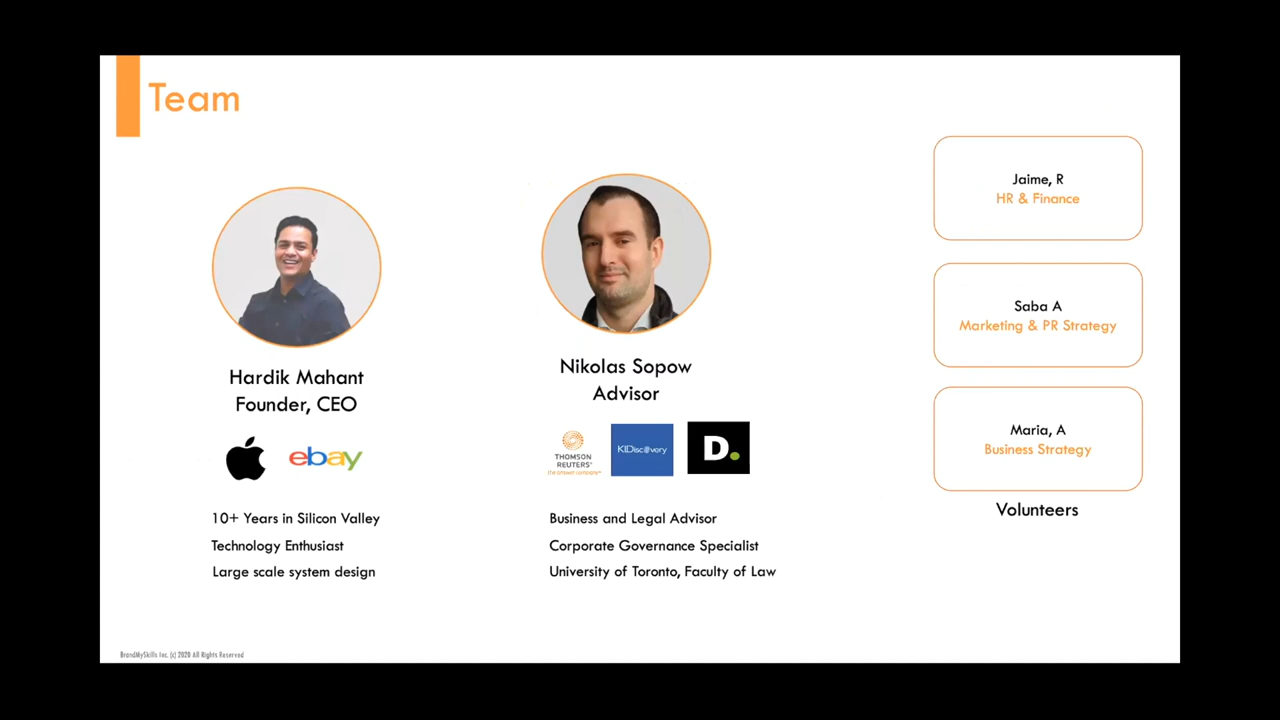 Team
Hardik Mahant
Founder, CEO
ebay
10+ Years in Silicon Valley
Technology Enthusiast
Large scale system design
Nikolas Sopow
Advisor
THOMSON
REUTERS®
the answer company™
KIDisc@very
D.
Business and Legal Advisor
Corporate Governance Specialist
University of Toronto, Faculty of Law
Jaime, R
HR & Finance
Saba A
Marketing & PR Strategy
Maria, A
Business Strategy
Volunteers
BrandMySkills Inc. (c) 2020 All Rights Reserved